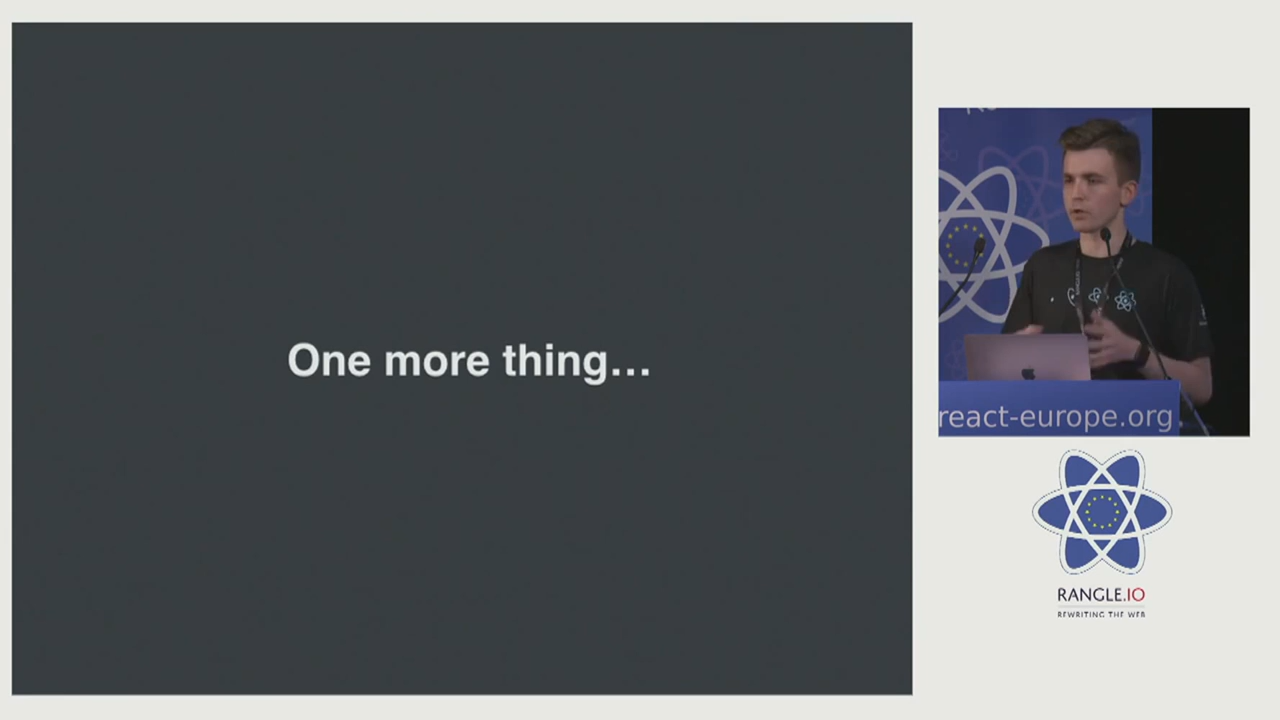 One more thing...
react-europe.org
RANGLE.IO
REWRITING THE WEB